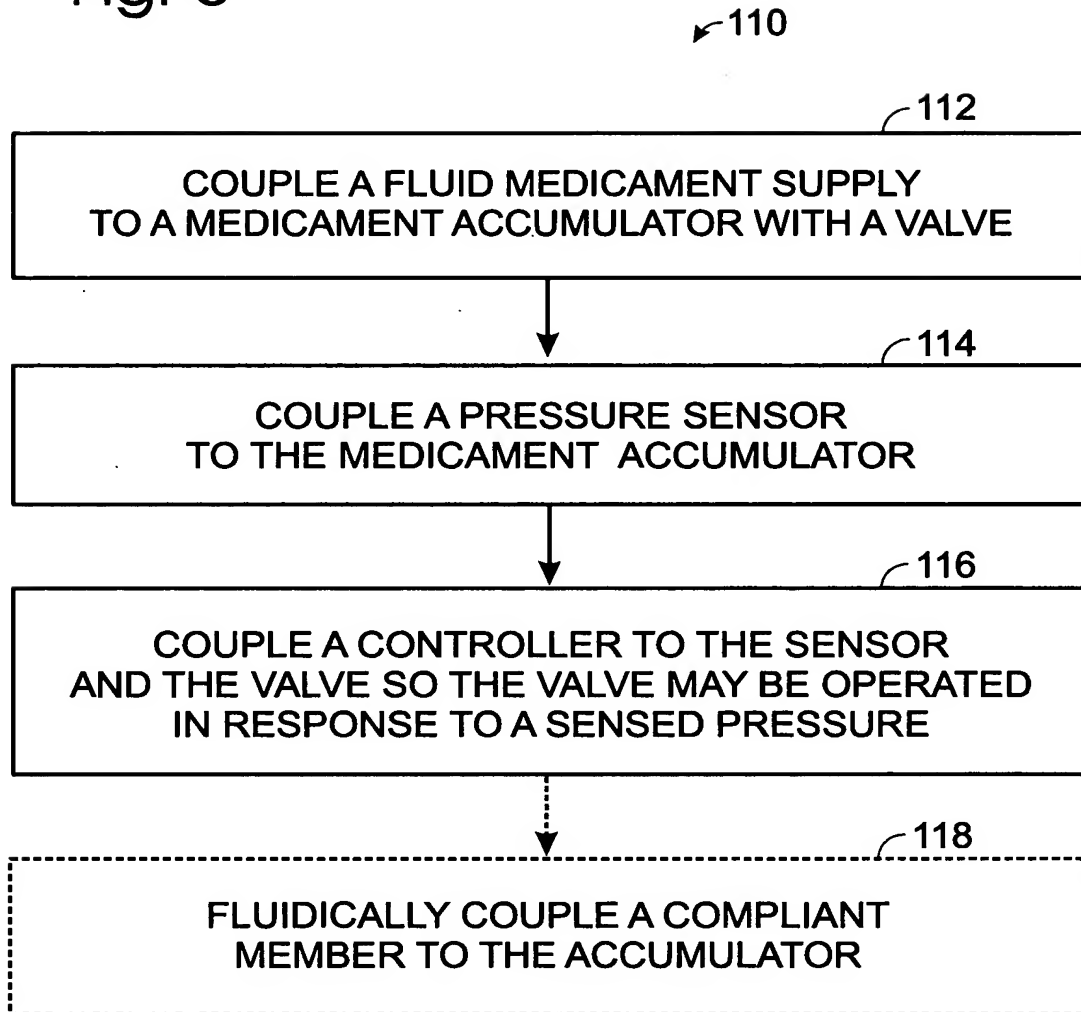 110
112
COUPLE A FLUID MEDICAMENT SUPPLY
TO A MEDICAMENT ACCUMULATOR WITH A VALVE
114
COUPLE A PRESSURE SENSOR
TO THE MEDICAMENT ACCUMULATOR
116
COUPLE A CONTROLLER TO THE SENSOR
AND THE VALVE SO THE VALVE MAY BE OPERATED
IN RESPONSE TO A SENSED PRESSURE
118
FLUIDICALLY COUPLE A COMPLIANT
MEMBER TO THE ACCUMULATOR